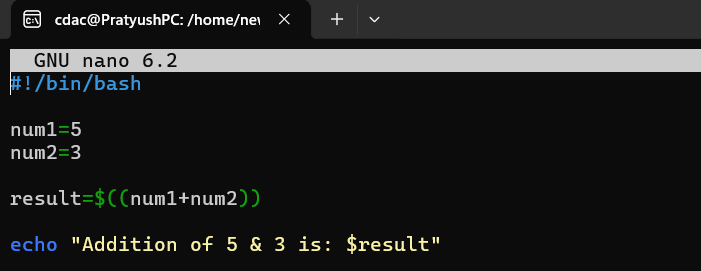 cdac@PratyushPC: /home/nev
GNU nano 6.2
#!/bin/bash
num1=5
num2=3
result=$((num1+num2))
echo "Addition of 5 & 3 is: $result"